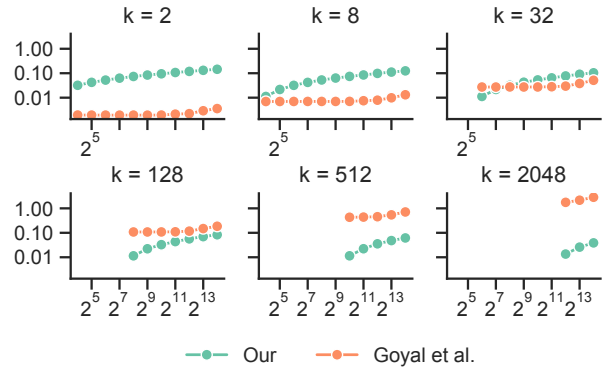 k = 2 k = 8 k = 32
1.00
0.10
0.01
2^5 2^5 2^5
k = 128 k = 512 k = 2048
1.00
0.10
0.01
2^5 2^7 2^9 2^11 2^13 2^5 2^7 2^9 2^11 2^13 2^5 2^7 2^9 2^11 2^13
Our Goyal et al.